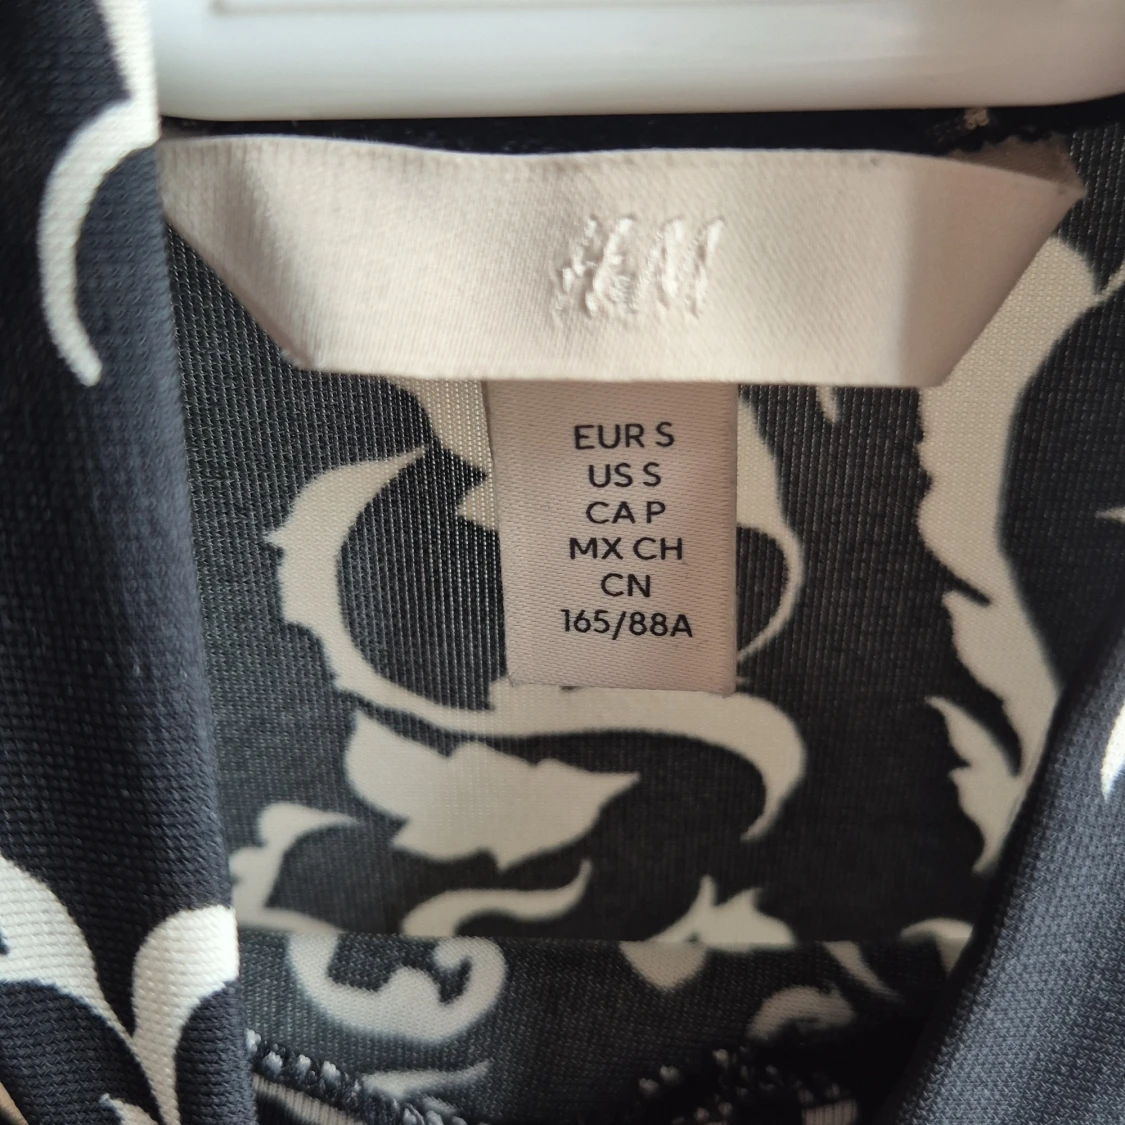 H&M
EUR S
US S
CA P
MX CH
CN
165/88A